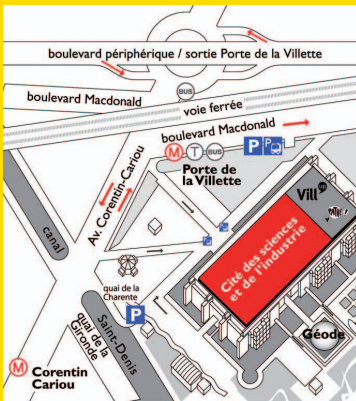 boulevard périphérique / sortie Porte de la Villette
BUS
boulevard Macdonald
voie ferrée
boulevard Macdonald
M T BUS
P P
Porte de
la Villette
Av. Corentin-Cariou
Vill
canal
Cité des sciences
et de l'industrie
quai de la
Charente
P
Géode
quai de la
Gironde
Saint-Denis
M Corentin
Cariou